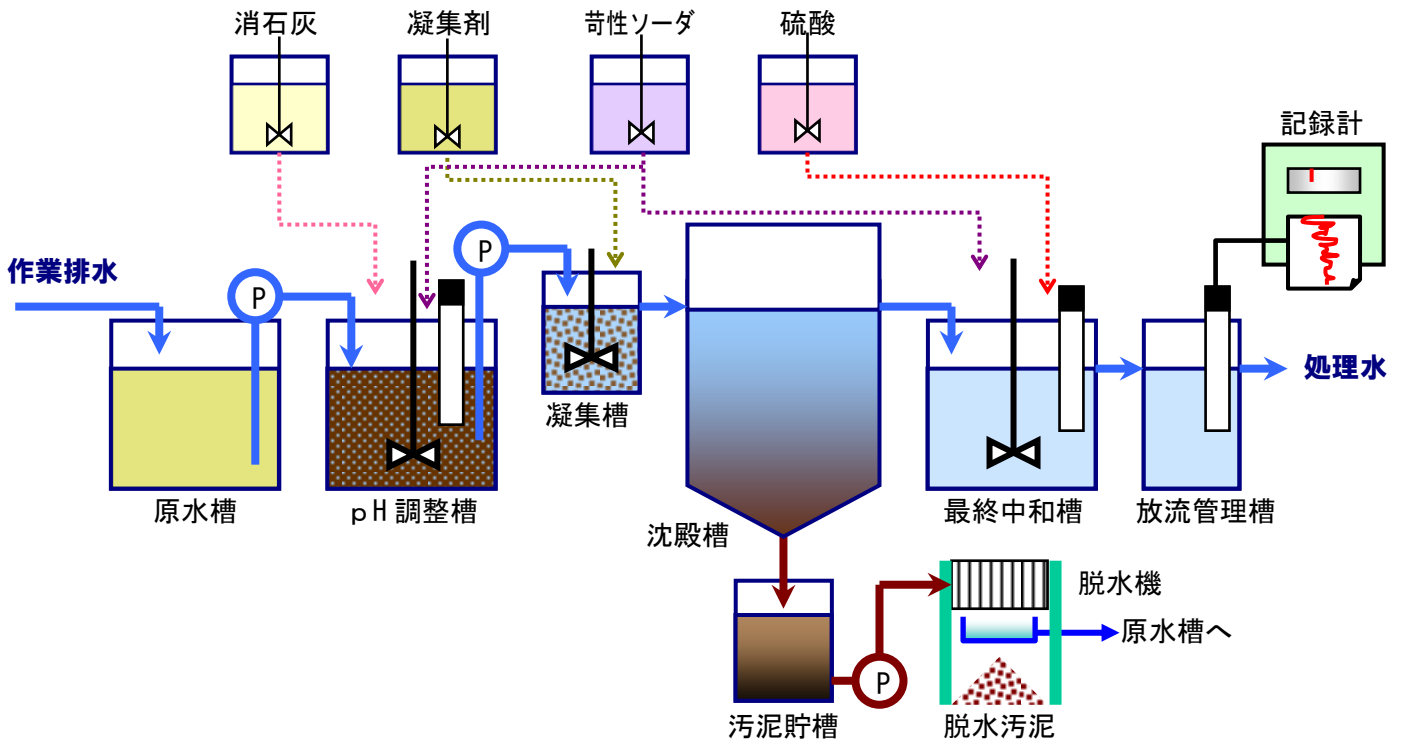 消石灰
凝集剤
苛性ソーダ
硫酸
記録計
作業排水
P
P
処理水
原水槽
pH調整槽
凝集槽
沈殿槽
最終中和槽
放流管理槽
脱水機
原水槽へ
P
汚泥貯槽
脱水汚泥